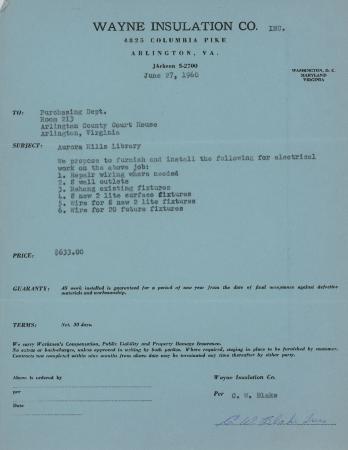 WAYNE INSULATION CO. INC.
4825 COLUMBIA PIKE
ARLINGTON, VA.
JAckson 5-2700
June 27, 1960
WASHINGTON, D. C.
MARYLAND
VIRGINIA
TO: Purchasing Dept.
Room 213
Arlington County Court House
Arlington, Virginia
SUBJECT: Aurora Hills Library
We propose to furnish and install the following for electrical
work on the above job:
1. Repair wiring where needed
2. 8 wall outlets
3. Rehang existing fixtures
4. 8 new 2 lite surface fixtures
5. Wire for 8 new 2 lite fixtures
6. Wire for 20 future fixtures
PRICE: $633.00
GUARANTY: All work installed is guaranteed for a period of one year from the date of final acceptance against defective
materials and workmanship.
TERMS: Net 30 days.
We carry Workmen's Compensation, Public Liability and Property Damage Insurance.
No extras or back-charges, unless approved in writing by both parties. Where required, staging in place to be furnished by customer.
Contracts not completed within nine months from above date may be terminated any time thereafter by either party.
Above is ordered by
Wayne Insulation Co.
per
Per C. W. Blake
Date
C W Blake